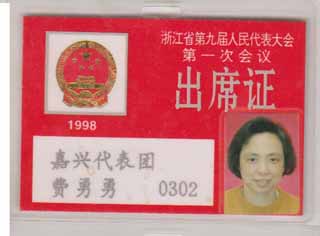 浙江省第九届人民代表大会
第一次会议
出席证
1998
嘉兴代表团
费勇勇 0302